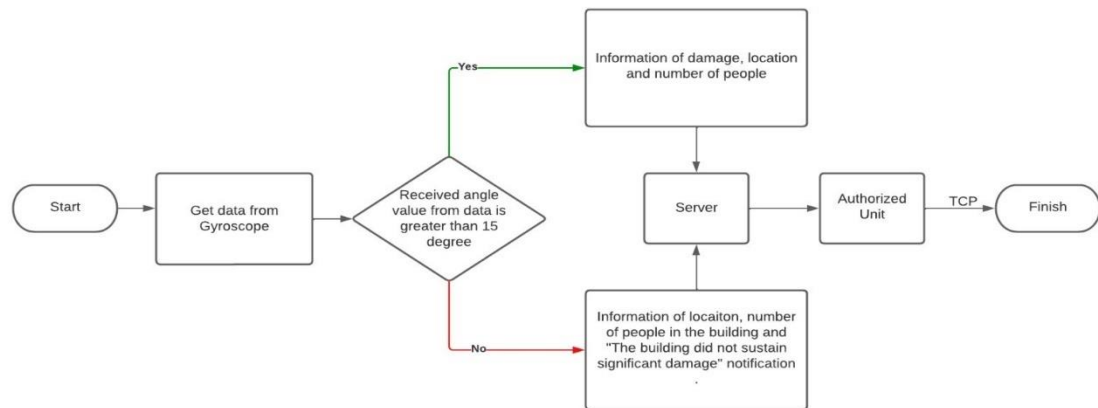 Start
Get data from
Gyroscope
Received angle
value from data is
greater than 15
degree
Yes
Information of damage, location
and number of people
No
Information of locaiton, number
of people in the building and
"The building did not sustain
significant damage" notification
.
Server
Authorized
Unit
TCP
Finish